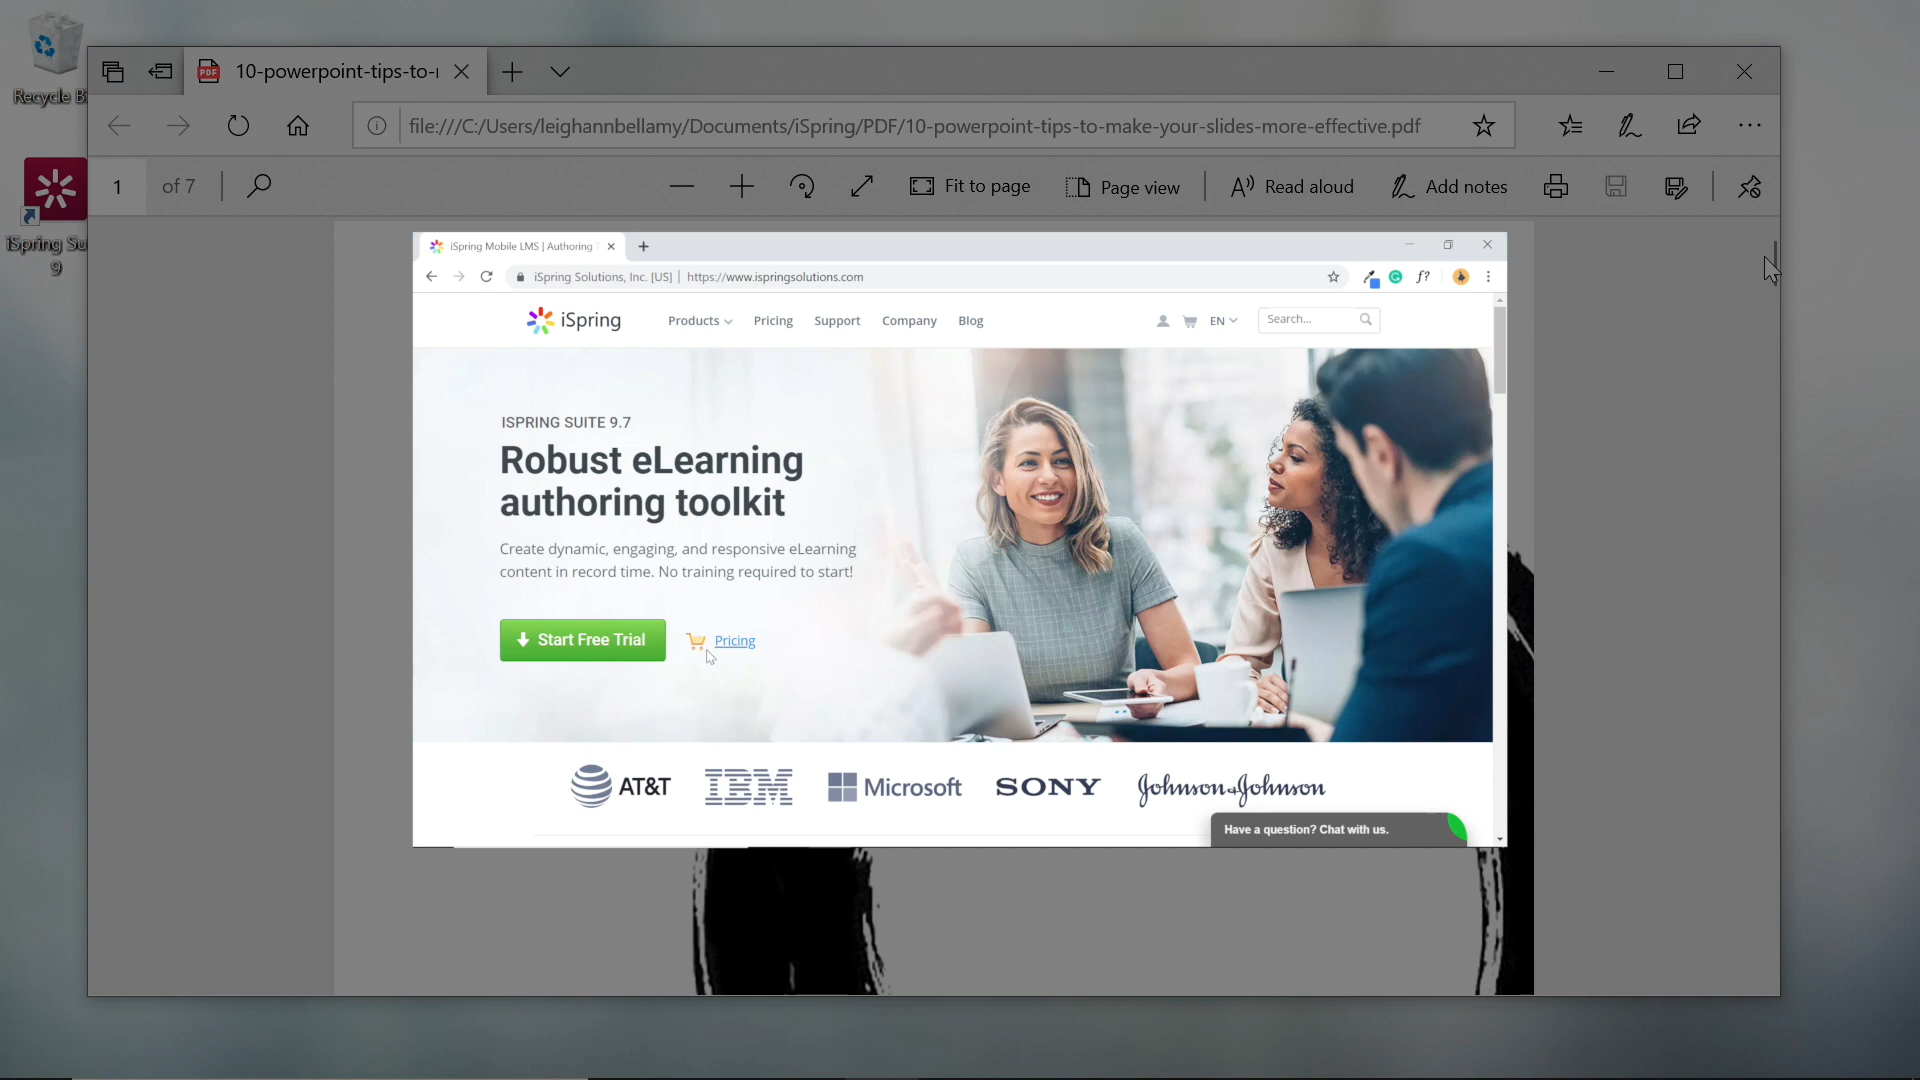 Recycle Bi
iSpring Su
9
10-powerpoint-tips-to-
file:///C:/Users/leighannbellamy/Documents/iSpring/PDF/10-powerpoint-tips-to-make-your-slides-more-effective.pdf
1 of 7
Fit to page
Page view
Read aloud
Add notes
PDF
iSpring Mobile LMS | Authoring
iSpring Solutions, Inc. [US] | https://www.ispringsolutions.com
f?
iSpring
Products
Pricing
Support
Company
Blog
EN
Search...
ISPRING SUITE 9.7
Robust eLearning
authoring toolkit
Create dynamic, engaging, and responsive eLearning
content in record time. No training required to start!
Start Free Trial
Pricing
AT&T
IBM
Microsoft
SONY
Johnson & Johnson
Have a question? Chat with us.